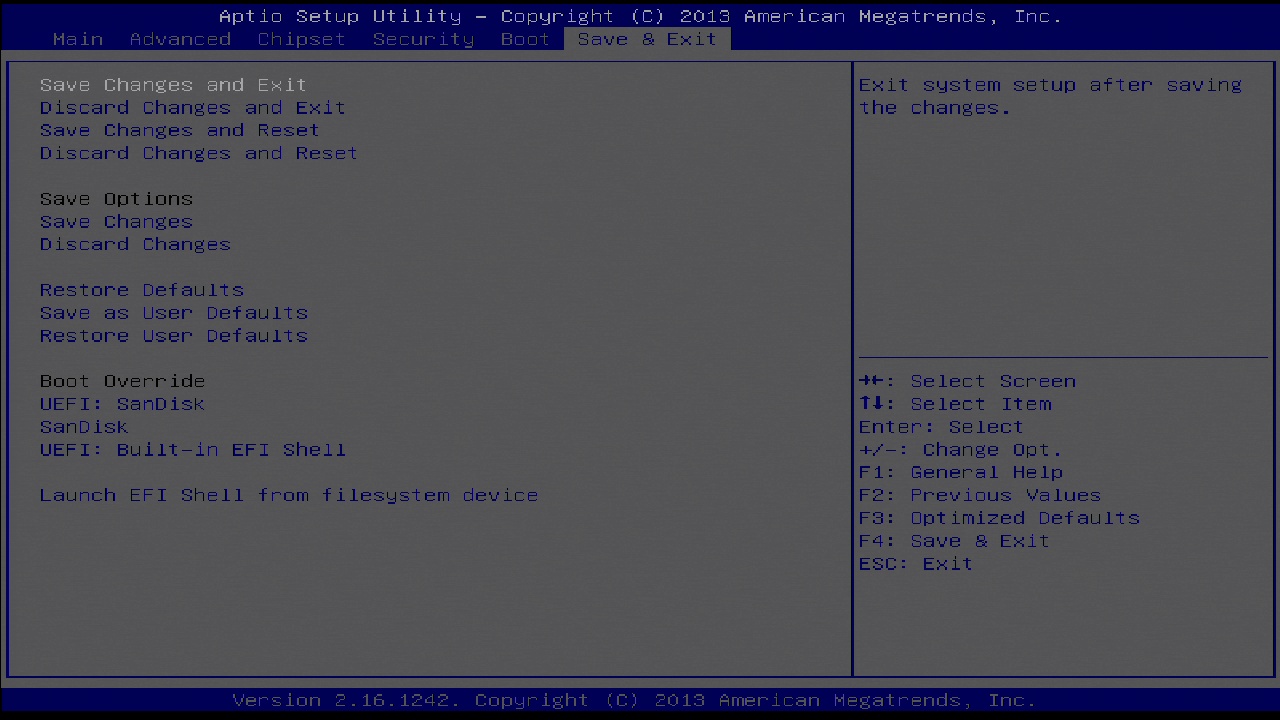 Aptio Setup Utility – Copyright (C) 2013 American Megatrends, Inc.
Main Advanced Chipset Security Boot Save & Exit
Save Changes and Exit
Discard Changes and Exit
Save Changes and Reset
Discard Changes and Reset
Save Options
Save Changes
Discard Changes
Restore Defaults
Save as User Defaults
Restore User Defaults
Boot Override
UEFI: SanDisk
SanDisk
UEFI: Built-in EFI Shell
Launch EFI Shell from filesystem device
Exit system setup after saving
the changes.
→←: Select Screen
↑↓: Select Item
Enter: Select
+/-: Change Opt.
F1: General Help
F2: Previous Values
F3: Optimized Defaults
F4: Save & Exit
ESC: Exit
Version 2.16.1242. Copyright (C) 2013 American Megatrends, Inc.